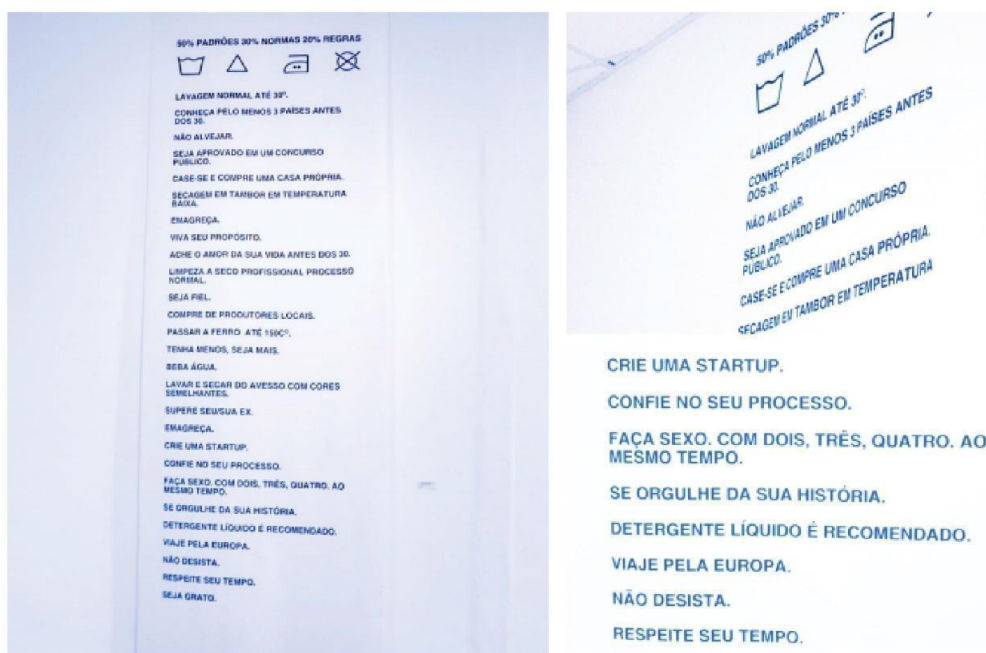 50% PADRÕES 30% NORMAS 20% REGRAS
LAVAGEM NORMAL ATÉ 30º.
CONHEÇA PELO MENOS 3 PAÍSES ANTES
DOS 30.
NÃO ALVEJAR.
SEJA APROVADO EM UM CONCURSO
PÚBLICO.
CASE-SE E COMPRE UMA CASA PRÓPRIA.
SECAGEM EM TAMBOR EM TEMPERATURA
BAIXA.
EMAGREÇA.
VIVA SEU PROPÓSITO.
ACHE O AMOR DA SUA VIDA ANTES DOS 30.
LIMPEZA A SECO PROFISSIONAL PROCESSO
NORMAL.
SEJA FIEL.
COMPRE DE PRODUTORES LOCAIS.
PASSAR A FERRO ATÉ 150Cº.
TENHA MENOS, SEJA MAIS.
BEBA ÁGUA.
LAVAR E SECAR DO AVESSO COM CORES
SEMELHANTES.
SUPERE SEU/SUA EX.
EMAGREÇA.
CRIE UMA STARTUP.
CONFIE NO SEU PROCESSO.
FAÇA SEXO. COM DOIS, TRÊS, QUATRO. AO
MESMO TEMPO.
SE ORGULHE DA SUA HISTÓRIA.
DETERGENTE LÍQUIDO É RECOMENDADO.
VIAJE PELA EUROPA.
NÃO DESISTA.
RESPEITE SEU TEMPO.
SEJA GRATO.
50% PADRÕES 30%
LAVAGEM NORMAL ATÉ 30º.
CONHEÇA PELO MENOS 3 PAÍSES ANTES
DOS 30.
NÃO ALVEJAR.
SEJA APROVADO EM UM CONCURSO
PÚBLICO.
CASE-SE E COMPRE UMA CASA PRÓPRIA.
SECAGEM EM TAMBOR EM TEMPERATURA
CRIE UMA STARTUP.
CONFIE NO SEU PROCESSO.
FAÇA SEXO. COM DOIS, TRÊS, QUATRO. AO
MESMO TEMPO.
SE ORGULHE DA SUA HISTÓRIA.
DETERGENTE LÍQUIDO É RECOMENDADO.
VIAJE PELA EUROPA.
NÃO DESISTA.
RESPEITE SEU TEMPO.